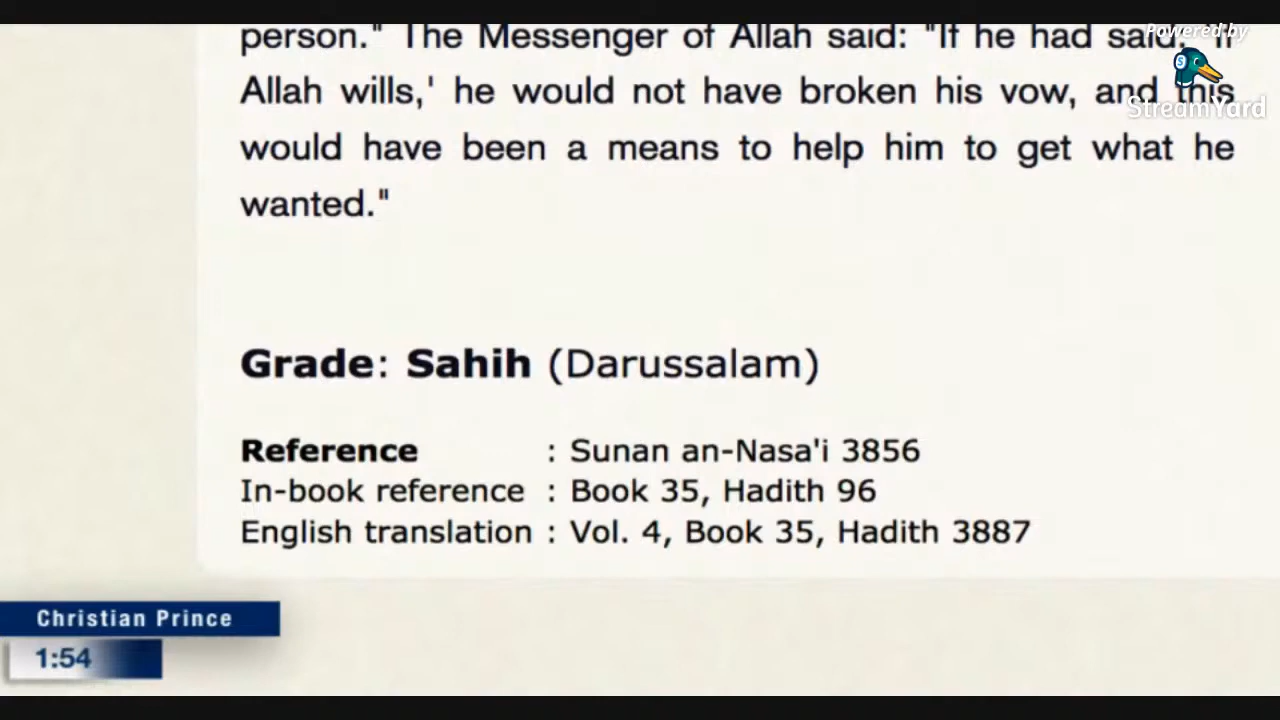 person." The Messenger of Allah said: "If he had said: 'If
Allah wills,' he would not have broken his vow, and this
would have been a means to help him to get what he
wanted."
Grade: Sahih (Darussalam)
Reference : Sunan an-Nasa'i 3856
In-book reference : Book 35, Hadith 96
English translation : Vol. 4, Book 35, Hadith 3887
Christian Prince
1:54
Powered by
StreamYard